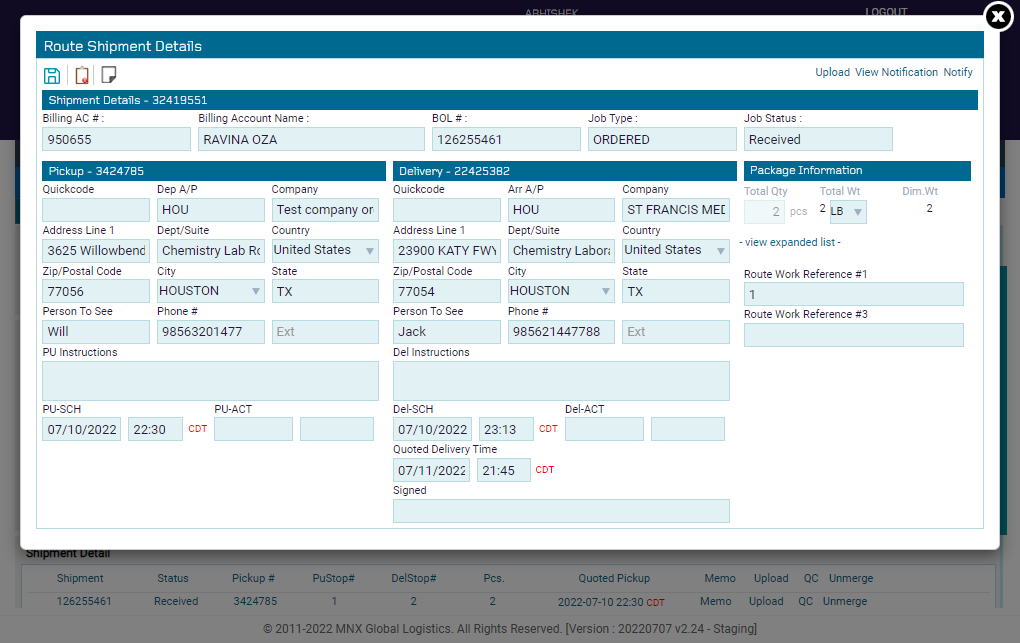 ABHISHEK
LOGOUT
X
Route Shipment Details
Upload View Notification Notify
Shipment Details - 32419551
Billing AC # : Billing Account Name : BOL # : Job Type : Job Status :
950655 RAVINA OZA 126255461 ORDERED Received
Pickup - 3424785 Delivery - 22425382 Package Information
Quickcode Dep A/P Company Quickcode Arr A/P Company Total Qty Total Wt Dim.Wt
HOU Test company or HOU ST FRANCIS MED 2 pcs 2 LB 2
Address Line 1 Dept/Suite Country Address Line 1 Dept/Suite Country
3625 Willowbend Chemistry Lab Ro United States 23900 KATY FWY Chemistry Labora United States - view expanded list -
Zip/Postal Code City State Zip/Postal Code City State Route Work Reference #1
77056 HOUSTON TX 77054 HOUSTON TX 1
Person To See Phone # Person To See Phone # Route Work Reference #3
Will 98563201477 Ext Jack 985621447788 Ext
PU Instructions Del Instructions
PU-SCH PU-ACT Del-SCH Del-ACT
07/10/2022 22:30 CDT 07/10/2022 23:13 CDT
Quoted Delivery Time
07/11/2022 21:45 CDT
Signed
Shipment Detail
Shipment Status Pickup # PuStop# DelStop# Pcs. Quoted Pickup Memo Upload QC Unmerge
126255461 Received 3424785 1 2 2 2022-07-10 22:30 CDT Memo Upload QC Unmerge
© 2011-2022 MNX Global Logistics. All Rights Reserved. [Version : 20220707 v2.24 - Staging]